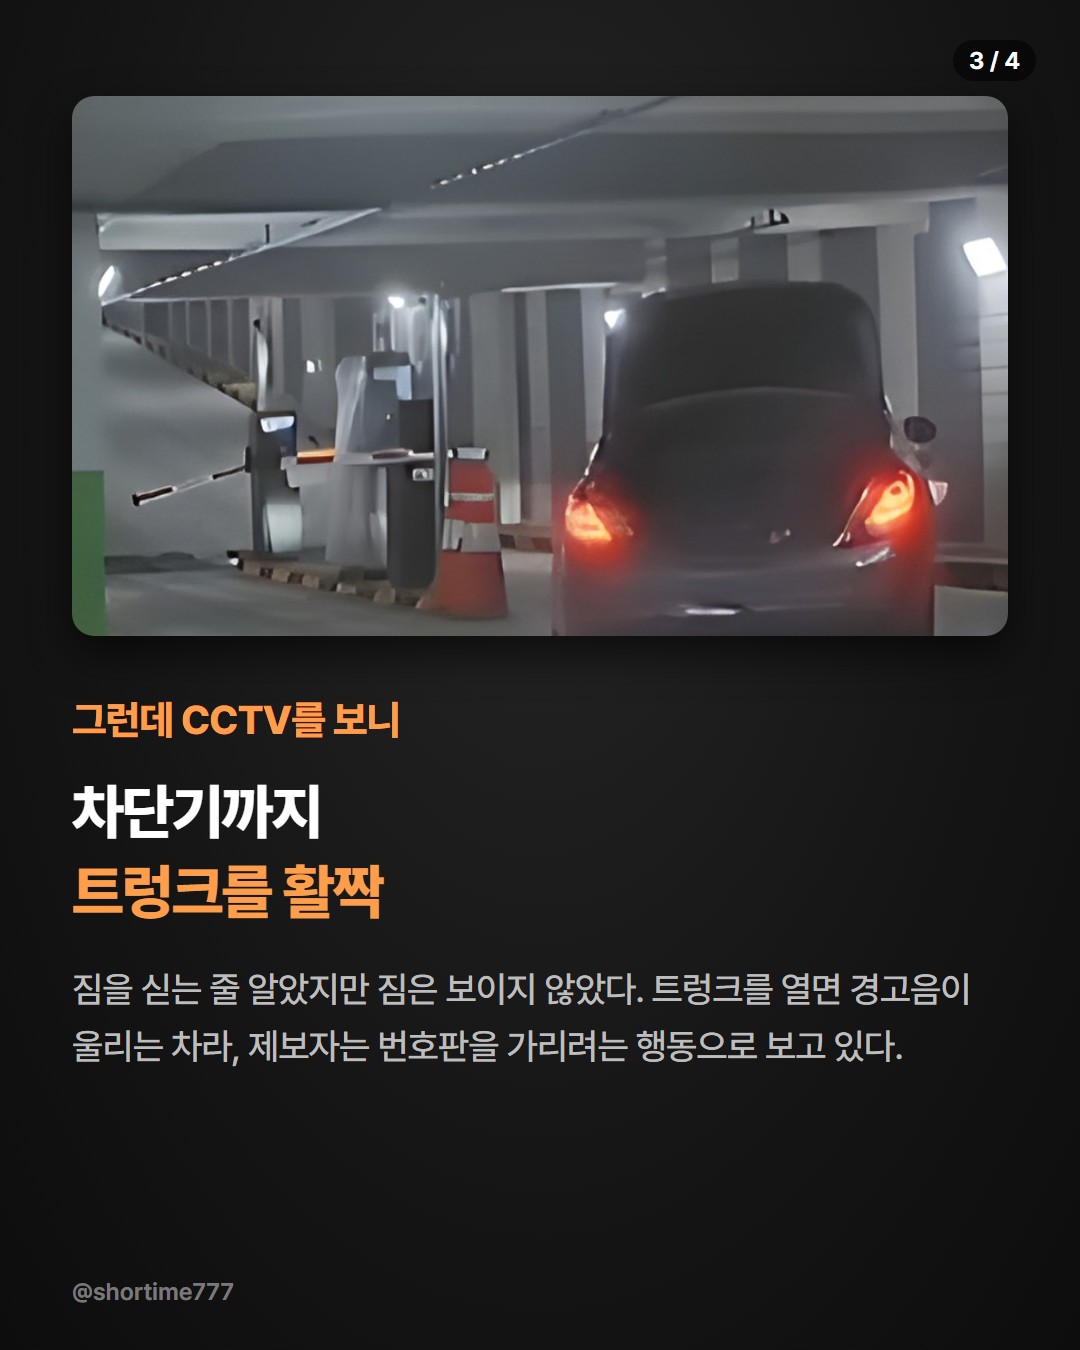 3 / 4
그런데 CCTV를 보니
차단기까지
트렁크를 활짝
짐을 싣는 줄 알았지만 짐은 보이지 않았다. 트렁크를 열면 경고음이
울리는 차라, 제보자는 번호판을 가리려는 행동으로 보고 있다.
@shortime777